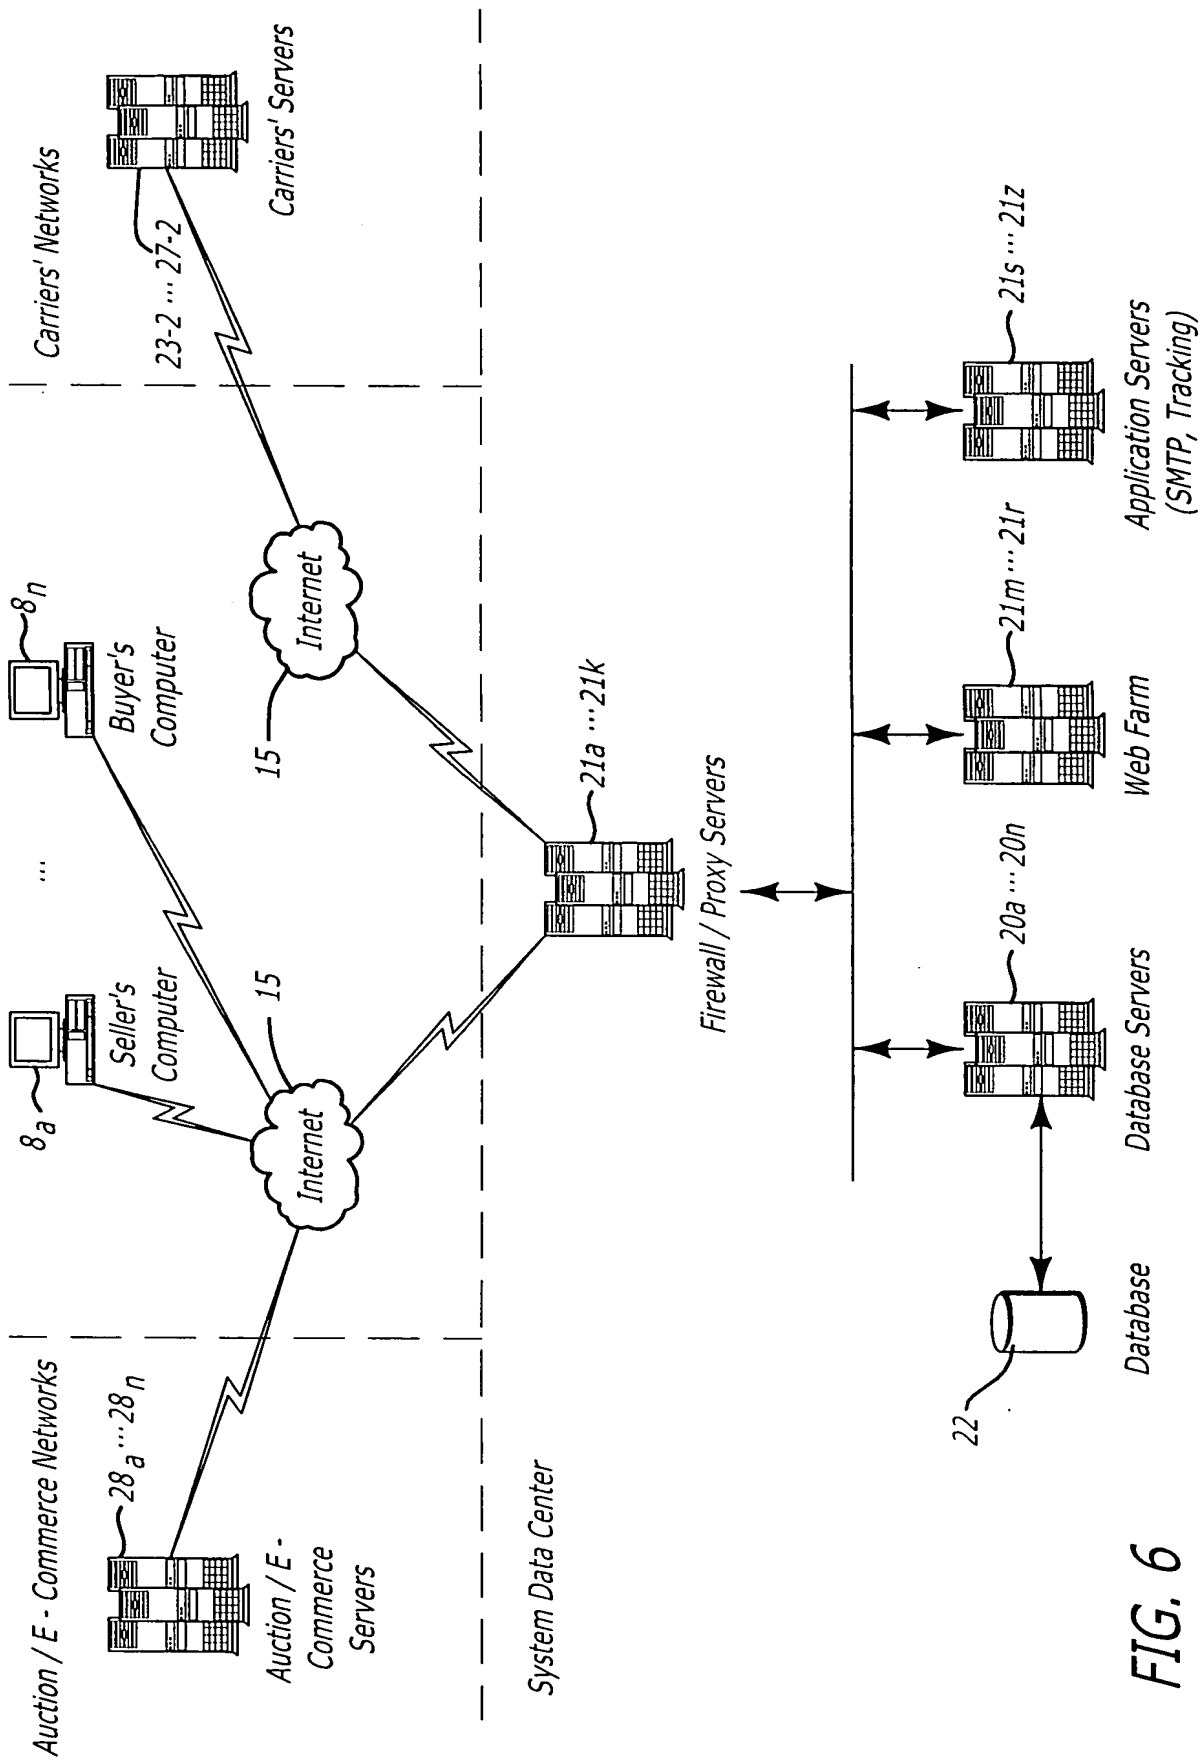 Auction / E - Commerce Networks
Carriers' Networks
8a
...
8n
Seller's
Computer
Buyer's
Computer
28a ... 28n
23-2 ... 27-2
Auction / E -
Commerce
Servers
Carriers' Servers
15
15
Internet
Internet
System Data Center
21a ... 21k
Firewall / Proxy Servers
22
20a ... 20n
21m ... 21r
21s ... 21z
Database
Database Servers
Web Farm
Application Servers
(SMTP, Tracking)
FIG. 6